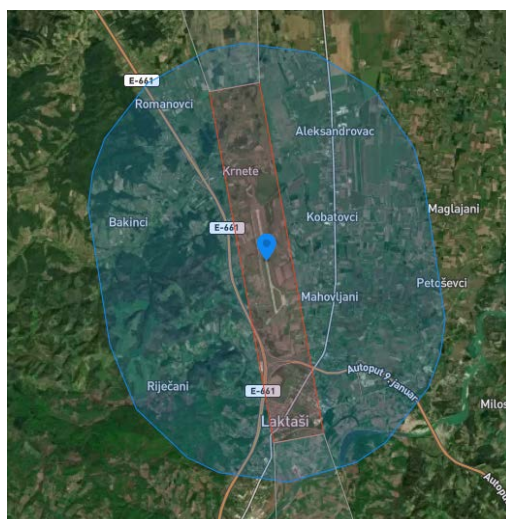 E-661
Romanovci
Aleksandrovac
Krnete
Maglajani
Bakinci
E-661
Kobatovci
Petoševci
Mahovljani
Riječani
E-661
Autoput 9. januar
Laktaši
Milos
Autoput